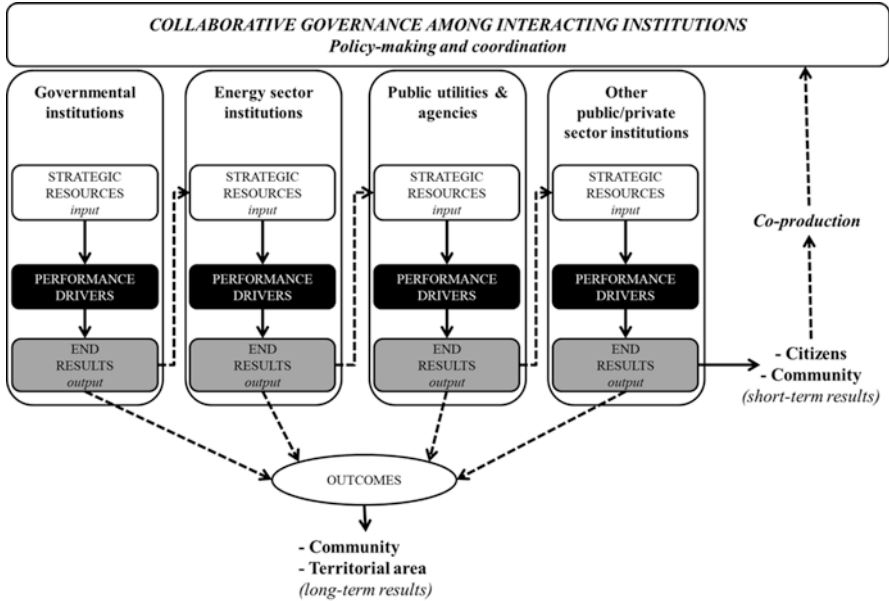 COLLABORATIVE GOVERNANCE AMONG INTERACTING INSTITUTIONS
Policy-making and coordination
Governmental
institutions
STRATEGIC
RESOURCES
input
PERFORMANCE
DRIVERS
END
RESULTS
output
Energy sector
institutions
STRATEGIC
RESOURCES
input
PERFORMANCE
DRIVERS
END
RESULTS
output
Public utilities &
agencies
STRATEGIC
RESOURCES
input
PERFORMANCE
DRIVERS
END
RESULTS
output
Other
public/private
sector institutions
STRATEGIC
RESOURCES
input
PERFORMANCE
DRIVERS
END
RESULTS
output
Co-production
- Citizens
- Community
(short-term results)
OUTCOMES
- Community
- Territorial area
(long-term results)